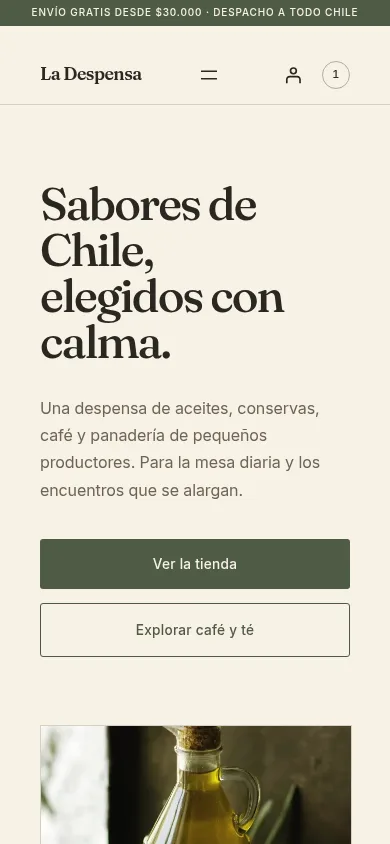 ENVÍO GRATIS DESDE $30.000 · DESPACHO A TODO CHILE
La Despensa
1
Sabores de
Chile,
elegidos con
calma.
Una despensa de aceites, conservas,
café y panadería de pequeños
productores. Para la mesa diaria y los
encuentros que se alargan.
Ver la tienda
Explorar café y té